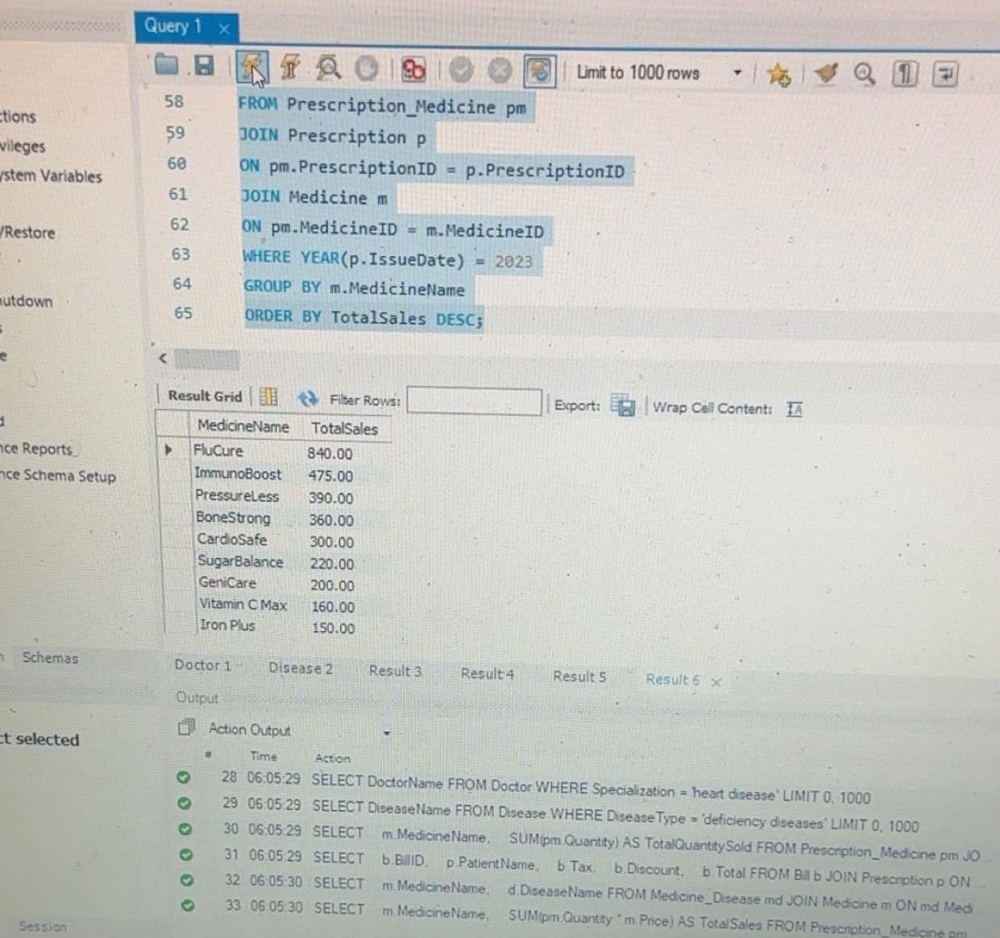 Query 1
Limit to 1000 rows
58 FROM Prescription_Medicine pm
59 JOIN Prescription p
60 ON pm.PrescriptionID = p.PrescriptionID
61 JOIN Medicine m
62 ON pm.MedicineID = m.MedicineID
63 WHERE YEAR(p.IssueDate) = 2023
64 GROUP BY m.MedicineName
65 ORDER BY TotalSales DESC;
ctions
vileges
ystem Variables
/Restore
utdown
s
e
d
nce Reports
nce Schema Setup
Schemas
ct selected
Session
Result Grid Filter Rows: Export: Wrap Cell Content:
MedicineName TotalSales
FluCure 840.00
ImmunoBoost 475.00
PressureLess 390.00
BoneStrong 360.00
CardioSafe 300.00
SugarBalance 220.00
GeniCare 200.00
Vitamin C Max 160.00
Iron Plus 150.00
Doctor 1 Disease 2 Result 3 Result 4 Result 5 Result 6
Output
Action Output
# Time Action
28 06:05:29 SELECT DoctorName FROM Doctor WHERE Specialization = 'heart disease' LIMIT 0, 1000
29 06:05:29 SELECT DiseaseName FROM Disease WHERE DiseaseType = 'deficiency diseases' LIMIT 0, 1000
30 06:05:29 SELECT m.MedicineName, SUM(pm.Quantity) AS TotalQuantitySold FROM Prescription_Medicine pm JO...
31 06:05:29 SELECT b.BillID, p.PatientName, b.Tax, b.Discount, b.Total FROM Bill b JOIN Prescription p ON ...
32 06:05:30 SELECT m.MedicineName, d.DiseaseName FROM Medicine_Disease md JOIN Medicine m ON md.Medi...
33 06:05:30 SELECT m.MedicineName, SUM(pm.Quantity * m.Price) AS TotalSales FROM Prescription_Medicine pm ...